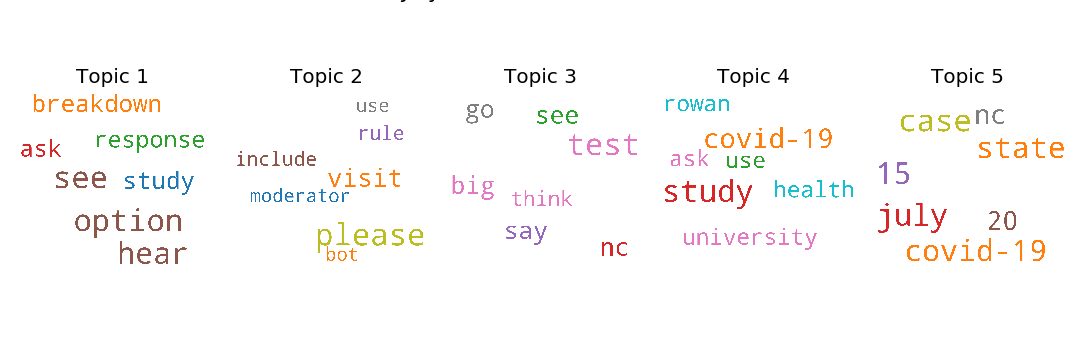 Topic 1
breakdown
ask
response
see
study
option
hear
Topic 2
use
rule
include
visit
moderator
please
bot
Topic 3
go
see
test
big
think
say
nc
Topic 4
rowan
covid-19
ask
use
study
health
university
Topic 5
case
nc
state
15
july
20
covid-19